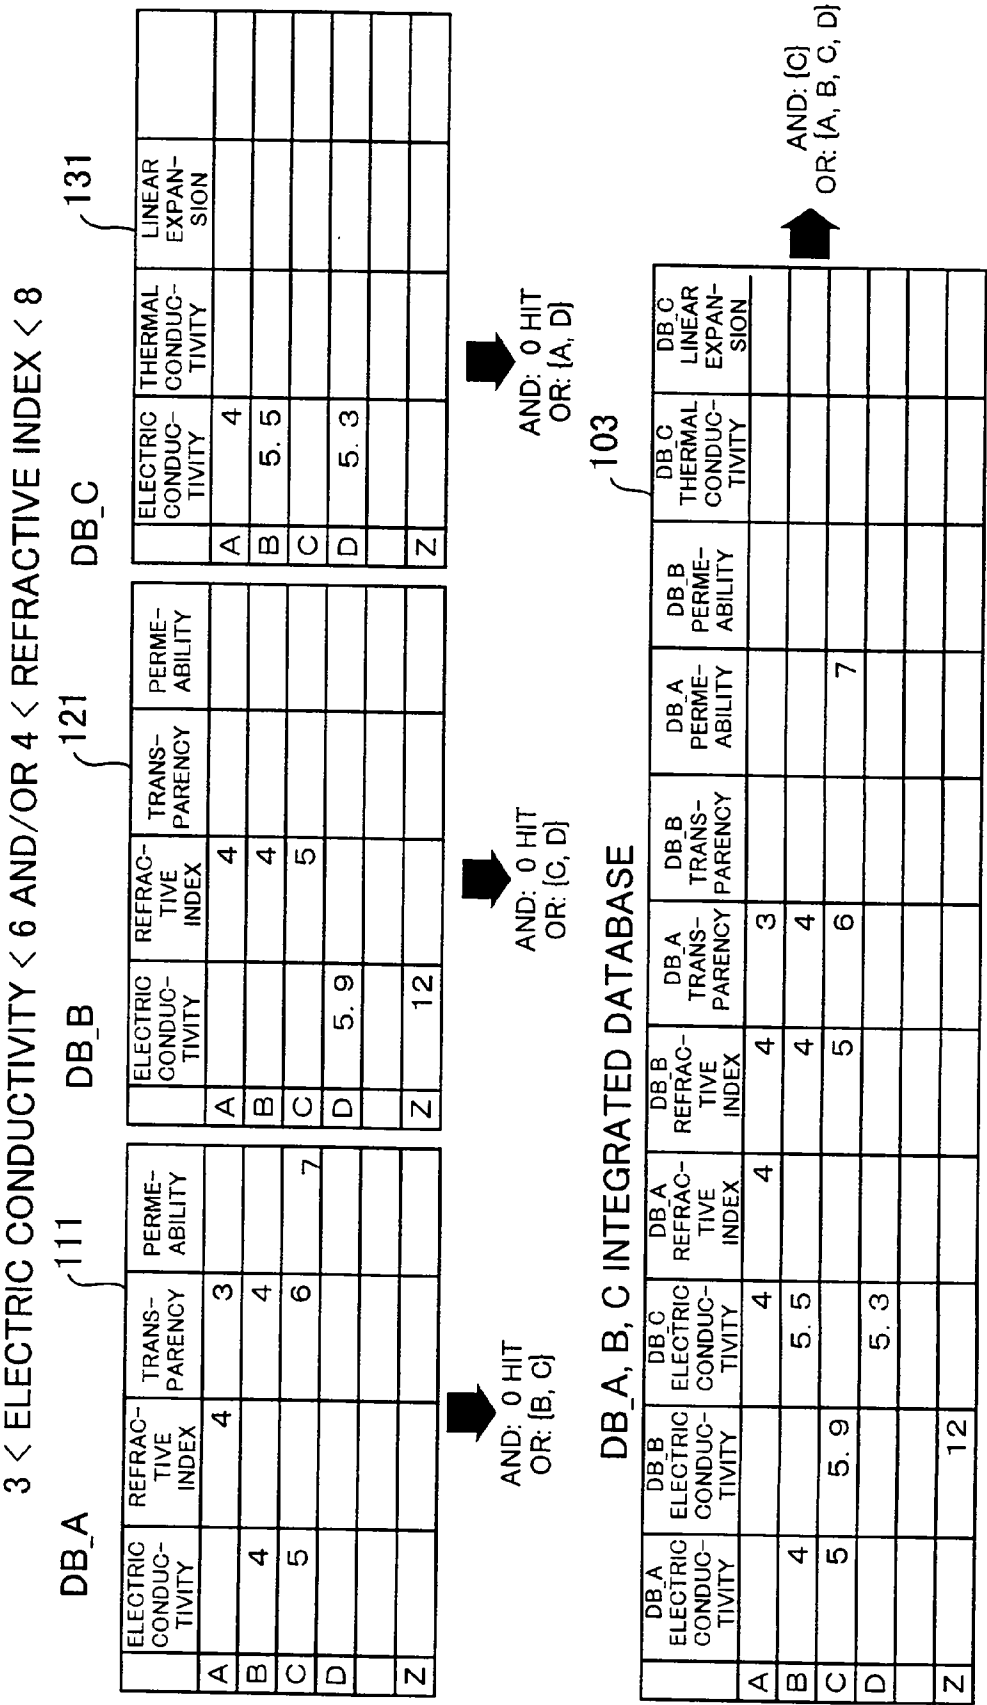 3 < ELECTRIC CONDUCTIVITY < 6 AND/OR 4 < REFRACTIVE INDEX < 8
DB_A
111
ELECTRIC
CONDUC-
TIVITY
REFRAC-
TIVE
INDEX
TRANS-
PARENCY
PERME-
ABILITY
A 4 3
B 4 4
C 5 6 7
D
Z
AND: 0 HIT
OR: {B, C}
DB_B
121
ELECTRIC
CONDUC-
TIVITY
REFRAC-
TIVE
INDEX
TRANS-
PARENCY
PERME-
ABILITY
A 4
B 4
C 5
D 5. 9
Z 12
AND: 0 HIT
OR: {C, D}
DB_C
131
ELECTRIC
CONDUC-
TIVITY
THERMAL
CONDUC-
TIVITY
LINEAR
EXPAN-
SION
A 4
B 5. 5
C
D 5. 3
Z
AND: 0 HIT
OR: {A, D}
DB_A, B, C INTEGRATED DATABASE
103
DB_A
ELECTRIC
CONDUC-
TIVITY
DB_B
ELECTRIC
CONDUC-
TIVITY
DB_C
ELECTRIC
CONDUC-
TIVITY
DB_A
REFRAC-
TIVE
INDEX
DB_B
REFRAC-
TIVE
INDEX
DB_A
TRANS-
PARENCY
DB_B
TRANS-
PARENCY
DB_A
PERME-
ABILITY
DB_B
PERME-
ABILITY
DB_C
THERMAL
CONDUC-
TIVITY
DB_C
LINEAR
EXPAN-
SION
A 4 4 4 3
B 4 5. 5 4 4
C 5 5. 9 5 6 7
D 5. 3
Z 12
AND: {C}
OR: {A, B, C, D}